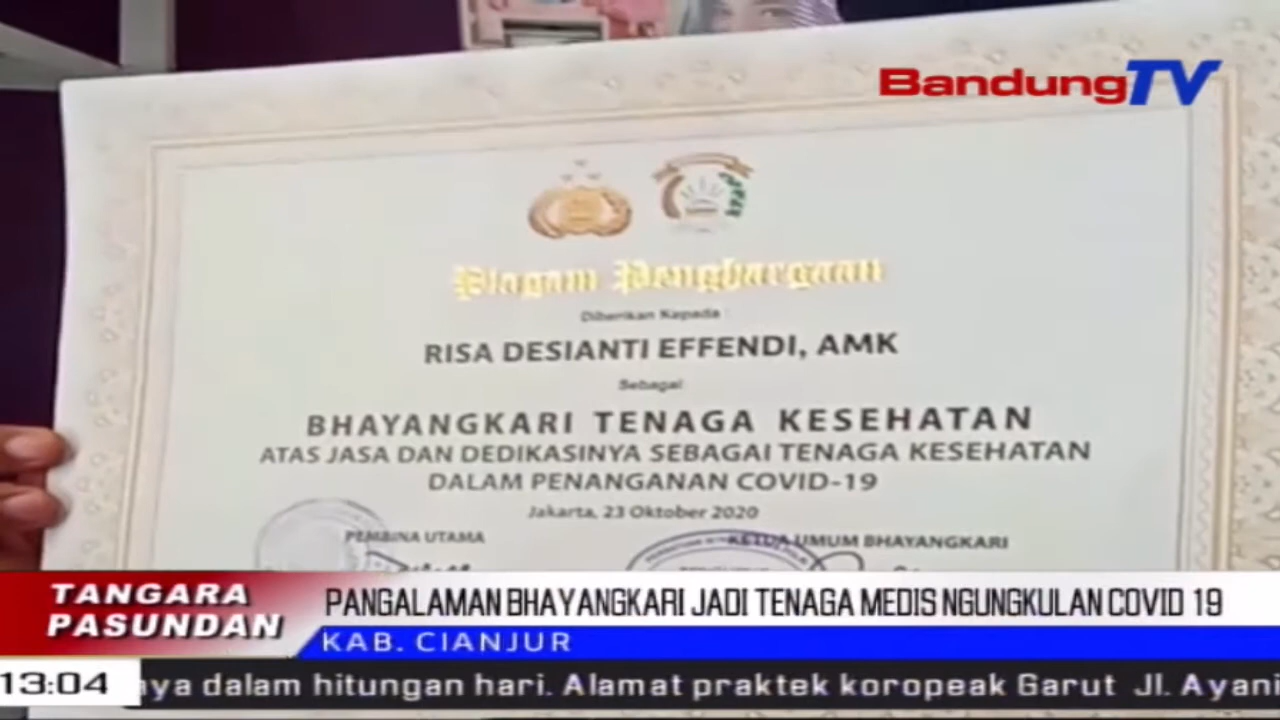 BandungTV
Piagam Penghargaan
Diberikan Kepada :
RISA DESIANTI EFFENDI, AMK
Sebagai
BHAYANGKARI TENAGA KESEHATAN
ATAS JASA DAN DEDIKASINYA SEBAGAI TENAGA KESEHATAN
DALAM PENANGANAN COVID-19
Jakarta, 23 Oktober 2020
PEMBINA UTAMA
KETUA UMUM BHAYANGKARI
TANGARA
PASUNDAN
PANGALAMAN BHAYANGKARI JADI TENAGA MEDIS NGUNGKULAN COVID 19
KAB. CIANJUR
13:04
nya dalam hitungan hari. Alamat praktek koropeak Garut Jl. Ayani